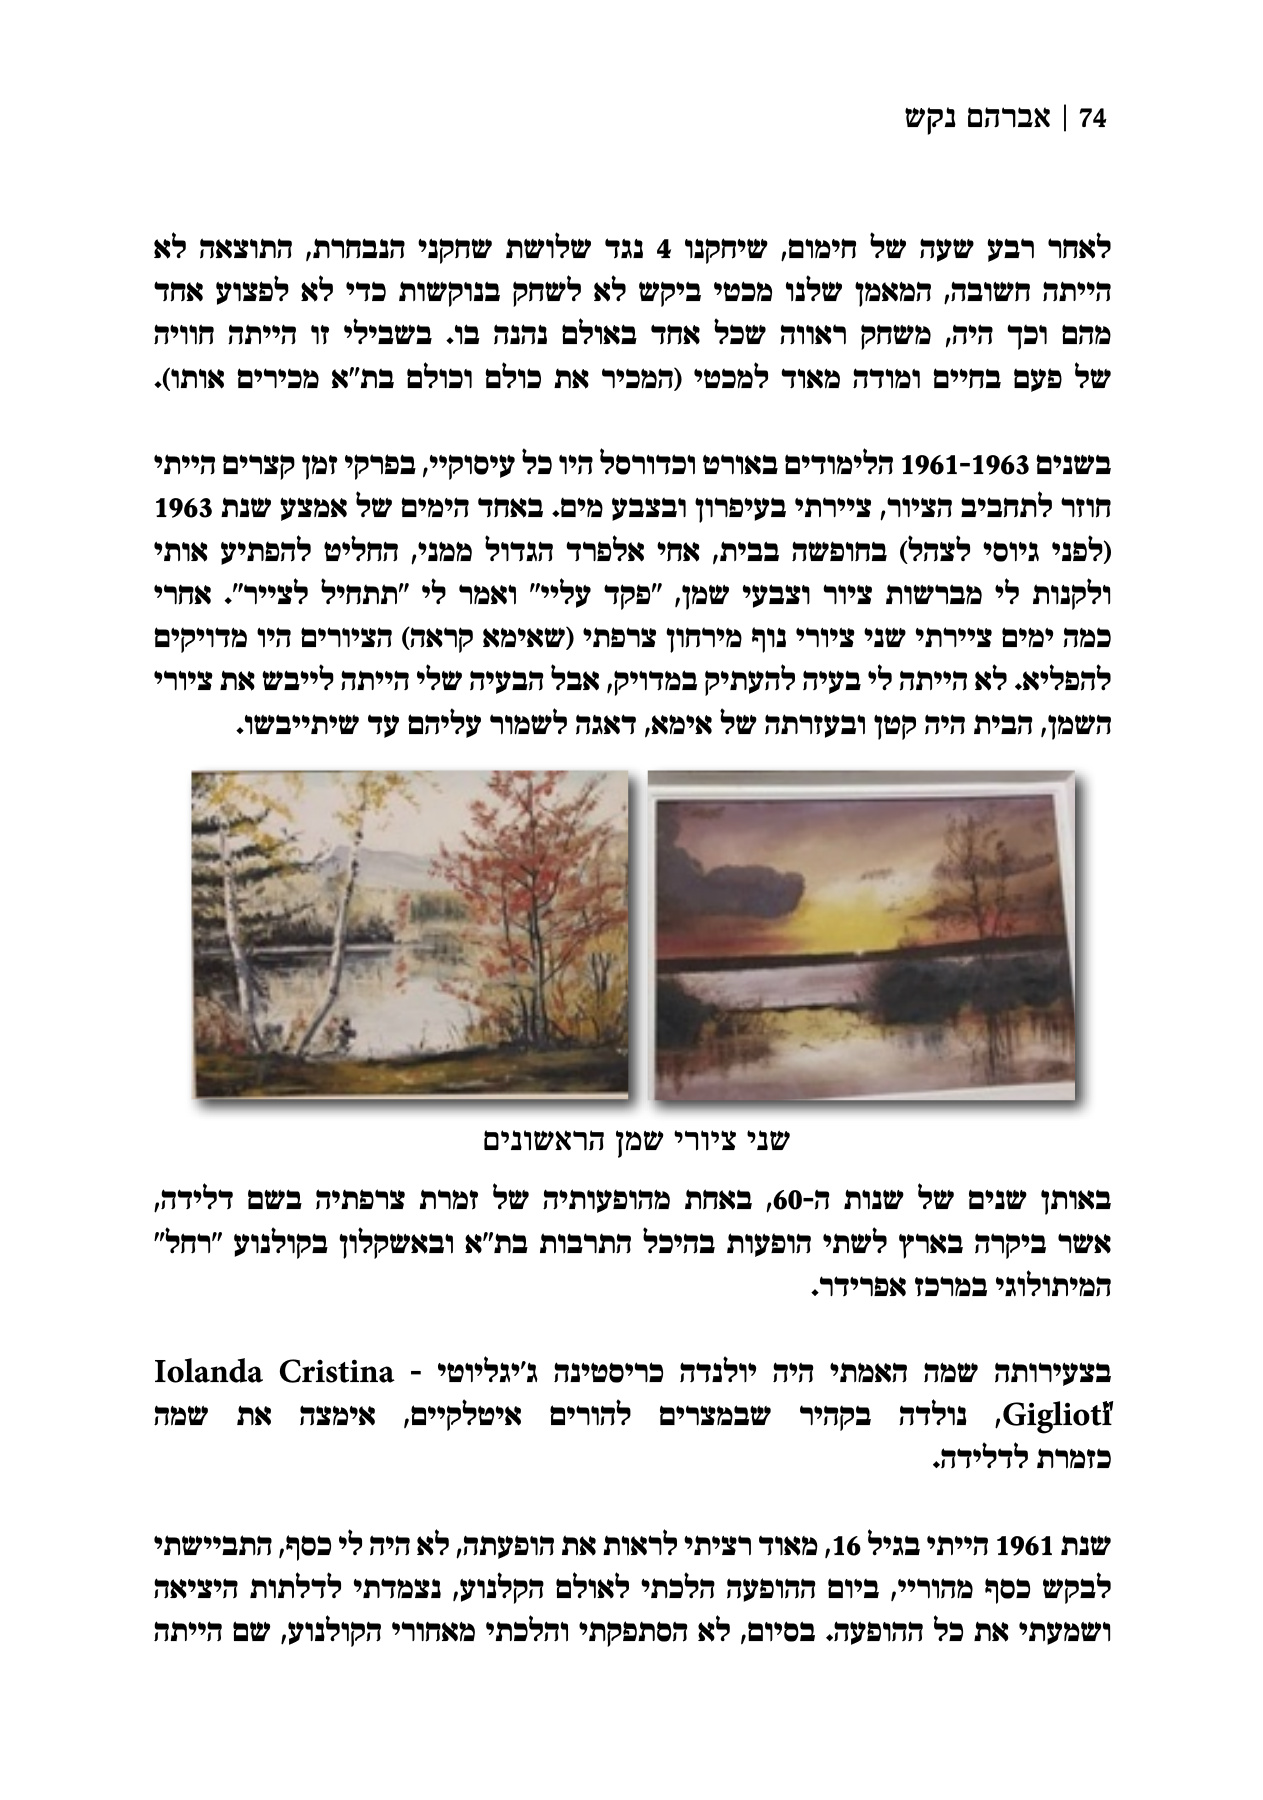 74 | אברהם נקש
לאחר רבע שעה של חימום, שיחקנו 4 נגד שלושת שחקני הנבחרת, התוצאה לא
הייתה חשובה, המאמן שלנו מכטי ביקש לא לשחק בנוקשות כדי לא לפצוע אחד
מהם וכך היה, משחק ראווה שכל אחד באולם נהנה בו. בשבילי זו הייתה חוויה
של פעם בחיים ומודה מאוד למכטי (המכיר את כולם וכולם בת"א מכירים אותו).
בשנים 1961-1963 הלימודים באורט וכדורסל היו כל עיסוקיי, בפרקי זמן קצרים הייתי
חוזר לתחביב הציור, ציירתי בעיפרון ובצבע מים. באחד הימים של אמצע שנת 1963
(לפני גיוסי לצהל) בחופשה בבית, אחי אלפרד הגדול ממני, החליט להפתיע אותי
ולקנות לי מברשות ציור וצבעי שמן, "פקד עליי" ואמר לי "תתחיל לצייר". אחרי
כמה ימים ציירתי שני ציורי נוף מירחון צרפתי (שאימא קראה) הציורים היו מדויקים
להפליא. לא הייתה לי בעיה להעתיק במדויק, אבל הבעיה שלי הייתה לייבש את ציורי
השמן, הבית היה קטן ובעזרתה של אימא, דאגה לשמור עליהם עד שיתייבשו.
שני ציורי שמן הראשונים
באותן שנים של שנות ה-60, באחת מהופעותיה של זמרת צרפתיה בשם דלידה,
אשר ביקרה בארץ לשתי הופעות בהיכל התרבות בת"א ובאשקלון בקולנוע "רחל"
המיתולוגי במרכז אפרידר.
בצעירותה שמה האמתי היה יולנדה כריסטינה ג'יגליוטי - Iolanda Cristina
Gigliotti", נולדה בקהיר שבמצרים להורים איטלקיים, אימצה את שמה
כזמרת לדלידה.
שנת 1961 הייתי בגיל 16, מאוד רציתי לראות את הופעתה, לא היה לי כסף, התביישתי
לבקש כסף מהוריי, ביום ההופעה הלכתי לאולם הקלנוע, נצמדתי לדלתות היציאה
ושמעתי את כל ההופעה. בסיום, לא הסתפקתי והלכתי מאחורי הקולנוע, שם הייתה